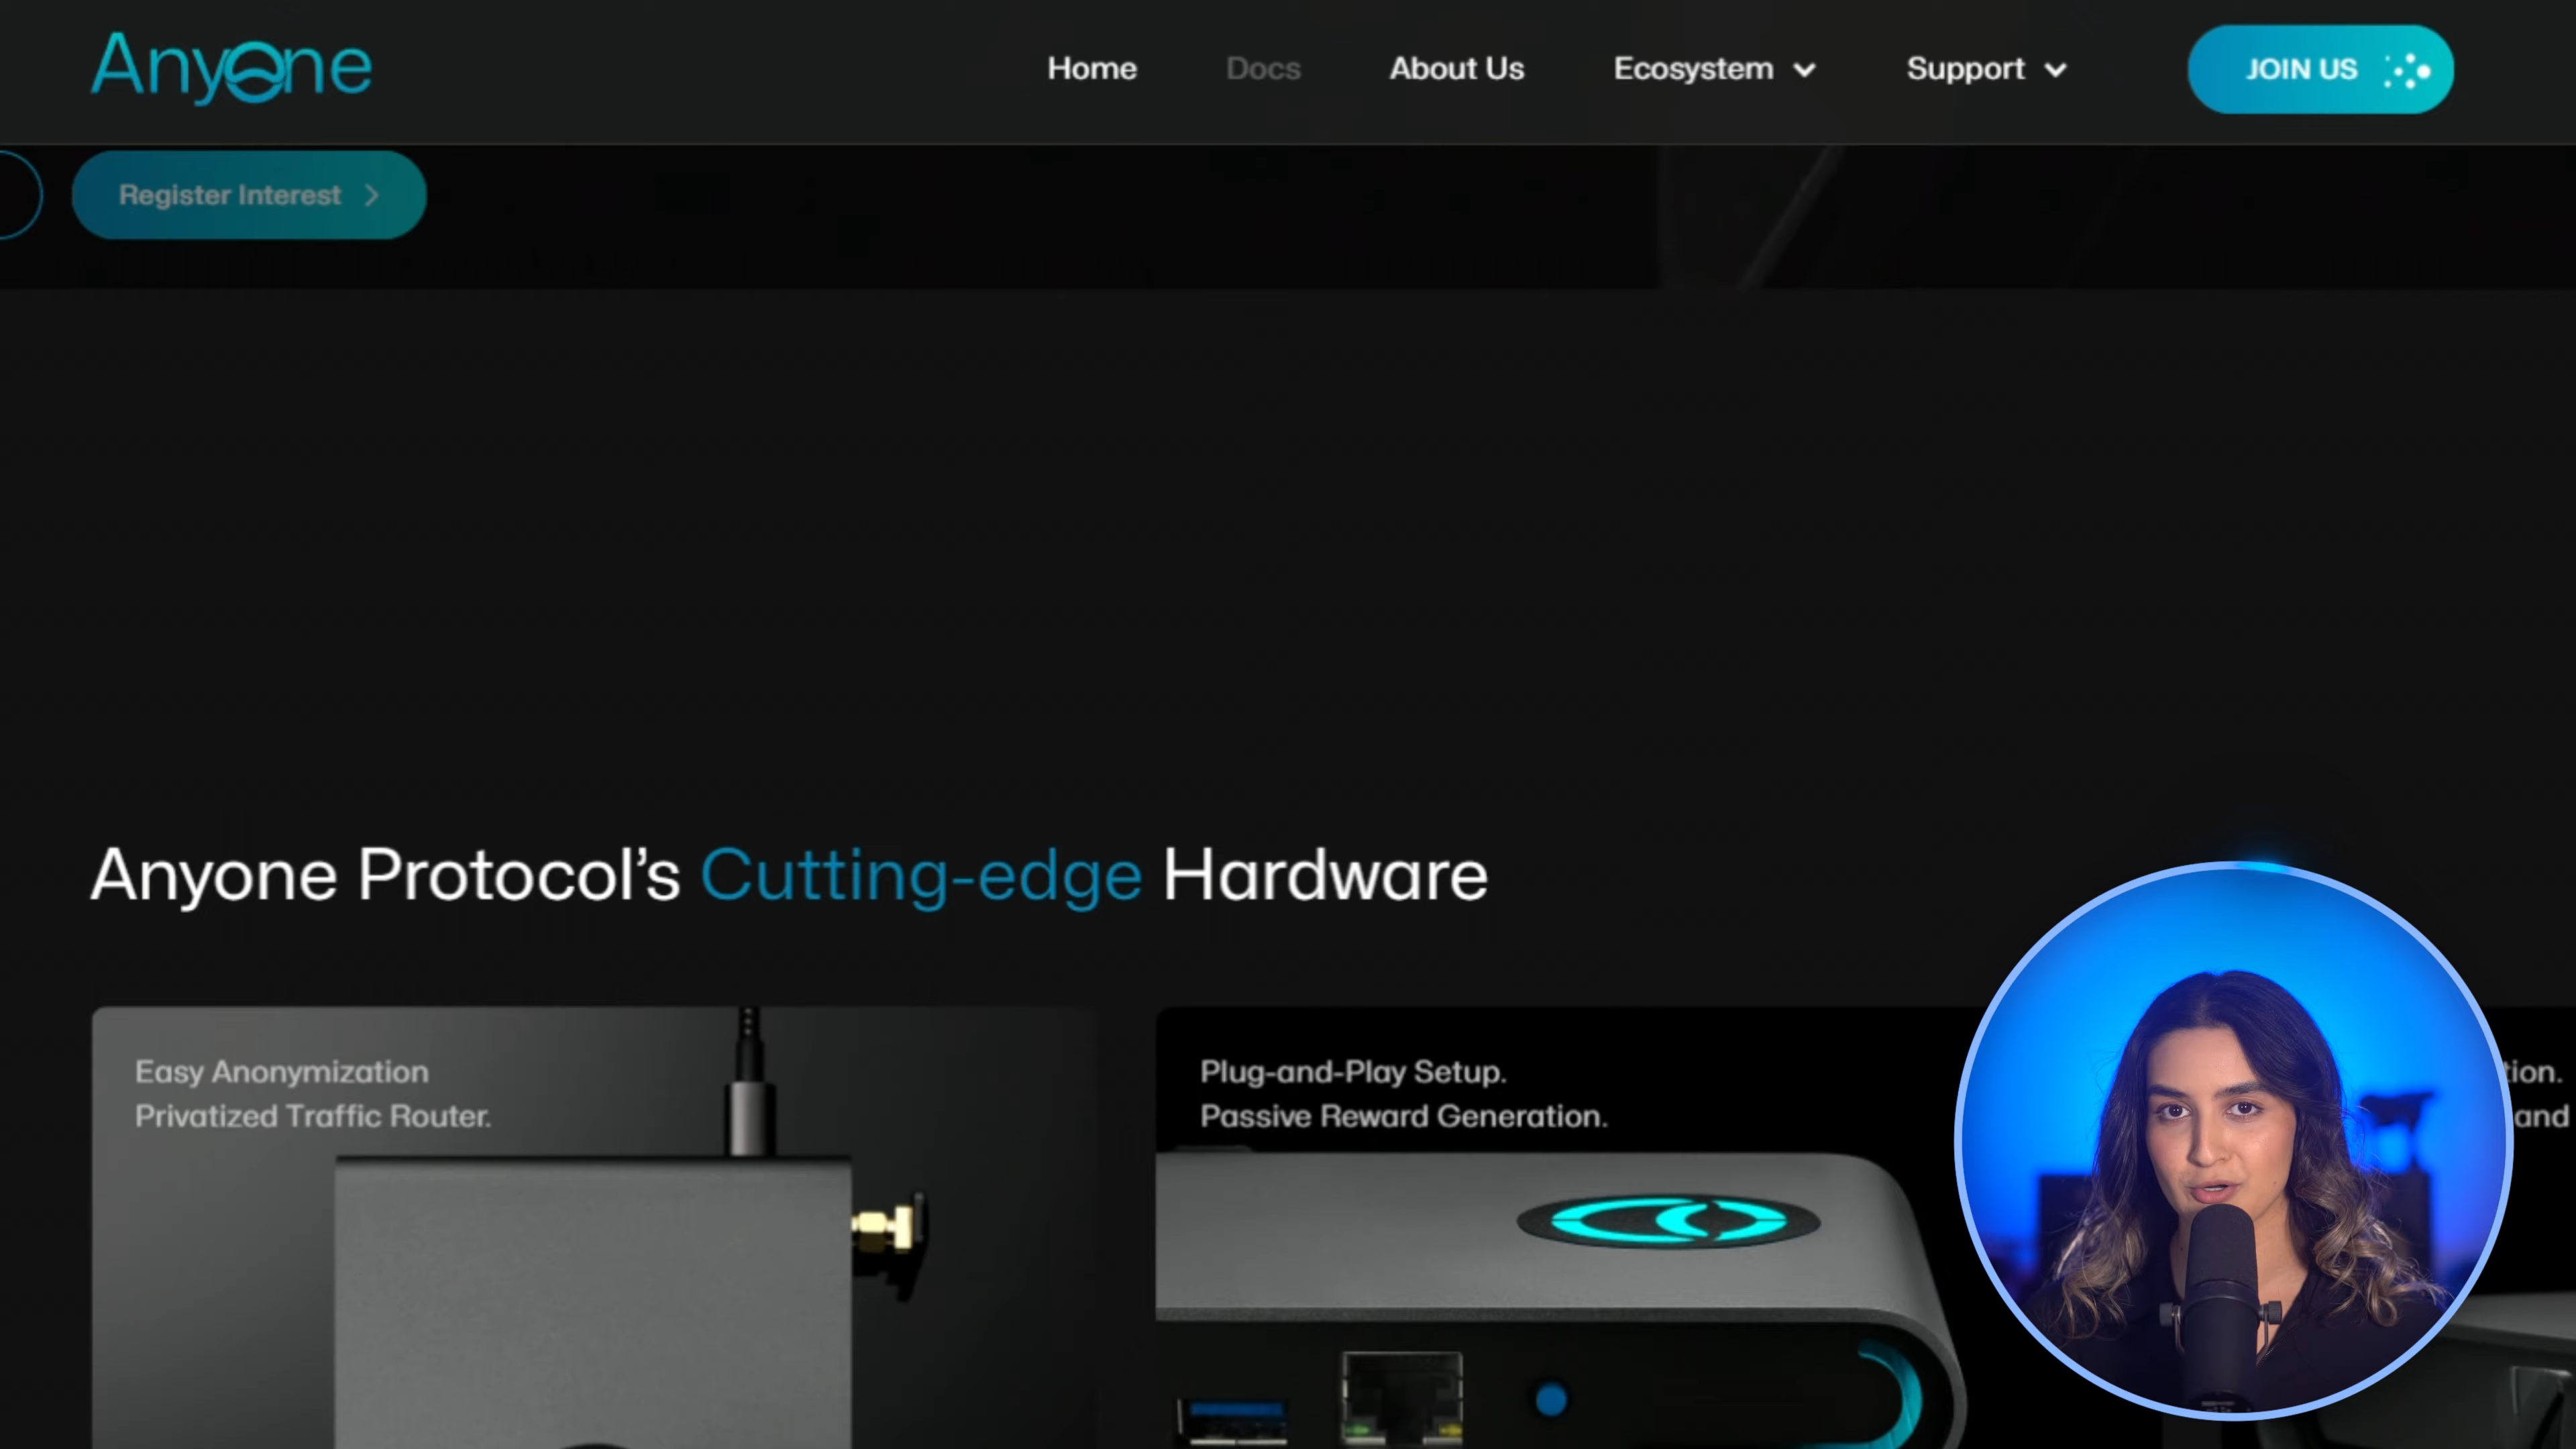 Anyone
Home
Docs
About Us
Ecosystem
Support
JOIN US
Register Interest
Anyone Protocol's Cutting-edge Hardware
Easy Anonymization
Privatized Traffic Router.
Plug-and-Play Setup.
Passive Reward Generation.
and